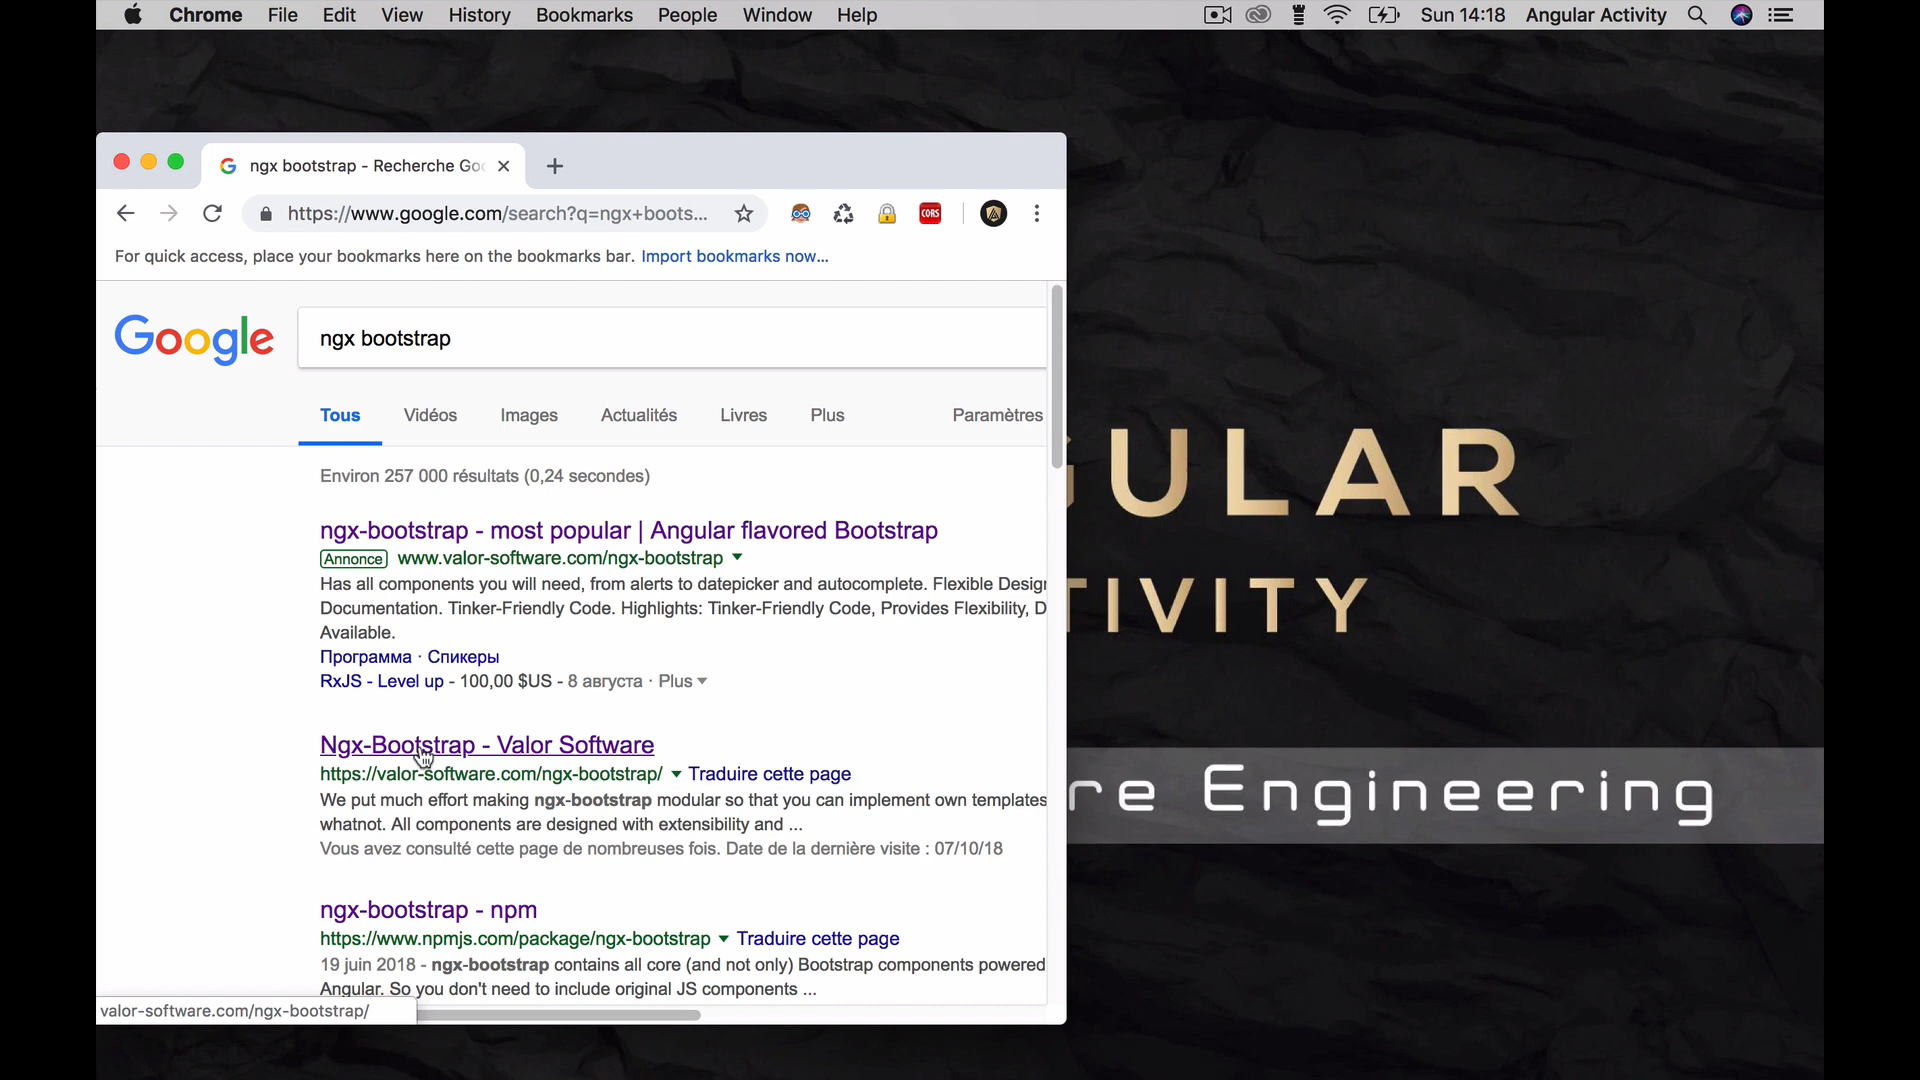 Chrome File Edit View History Bookmarks People Window Help Sun 14:18 Angular Activity
ngx bootstrap - Recherche Goo
https://www.google.com/search?q=ngx+boots... CORS
For quick access, place your bookmarks here on the bookmarks bar. Import bookmarks now...
Google ngx bootstrap
Tous Vidéos Images Actualités Livres Plus Paramètres
Environ 257 000 résultats (0,24 secondes)
ngx-bootstrap - most popular | Angular flavored Bootstrap
Annonce www.valor-software.com/ngx-bootstrap
Has all components you will need, from alerts to datepicker and autocomplete. Flexible Desig
Documentation. Tinker-Friendly Code. Highlights: Tinker-Friendly Code, Provides Flexibility, D
Available.
Программа · Спикеры
RxJS - Level up - 100,00 $US - 8 августа · Plus
Ngx-Bootstrap - Valor Software
https://valor-software.com/ngx-bootstrap/ Traduire cette page
We put much effort making ngx-bootstrap modular so that you can implement own templates
whatnot. All components are designed with extensibility and ...
Vous avez consulté cette page de nombreuses fois. Date de la dernière visite : 07/10/18
ngx-bootstrap - npm
https://www.npmjs.com/package/ngx-bootstrap Traduire cette page
19 juin 2018 - ngx-bootstrap contains all core (and not only) Bootstrap components powered
Angular. So you don't need to include original JS components ...
valor-software.com/ngx-bootstrap/
GULAR
TIVITY
re Engineering